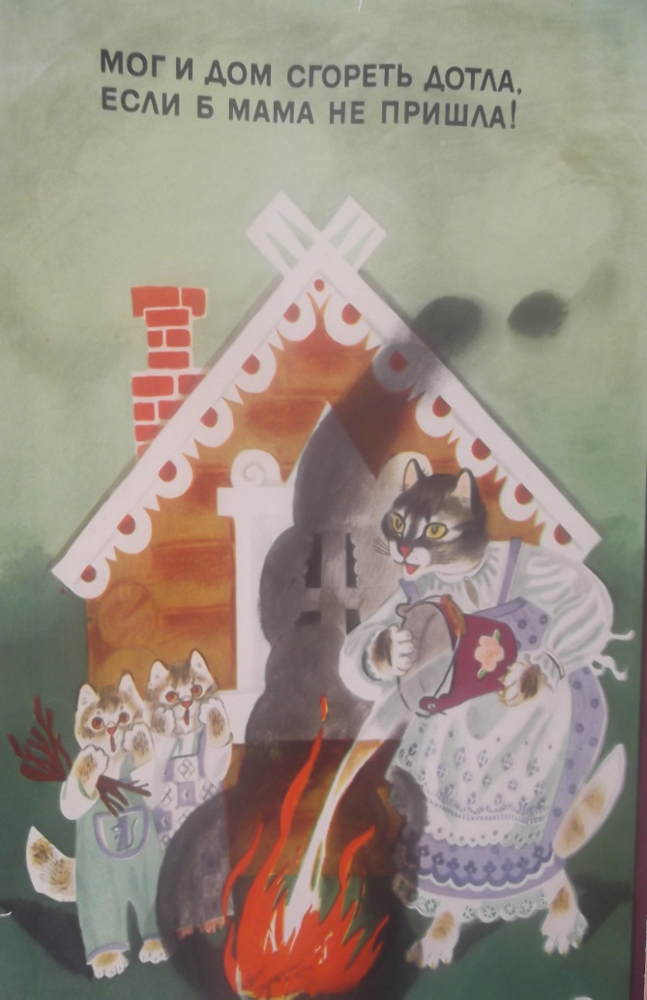 МОГ И ДОМ СГОРЕТЬ ДОТЛА,
ЕСЛИ Б МАМА НЕ ПРИШЛА!